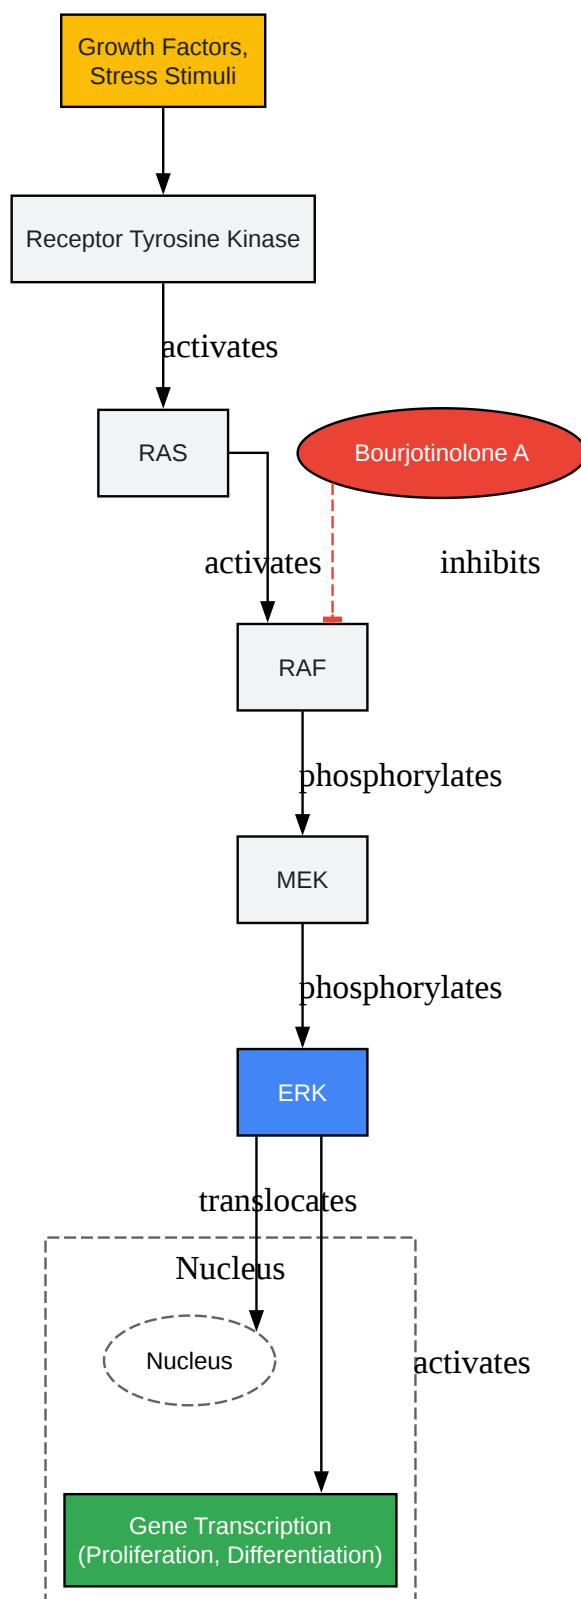 Growth Factors,
Stress Stimuli
Receptor Tyrosine Kinase
activates
RAS
Bourjotinolone A
activates
inhibits
RAF
phosphorylates
MEK
phosphorylates
ERK
translocates
Nucleus
Nucleus
activates
Gene Transcription
(Proliferation, Differentiation)